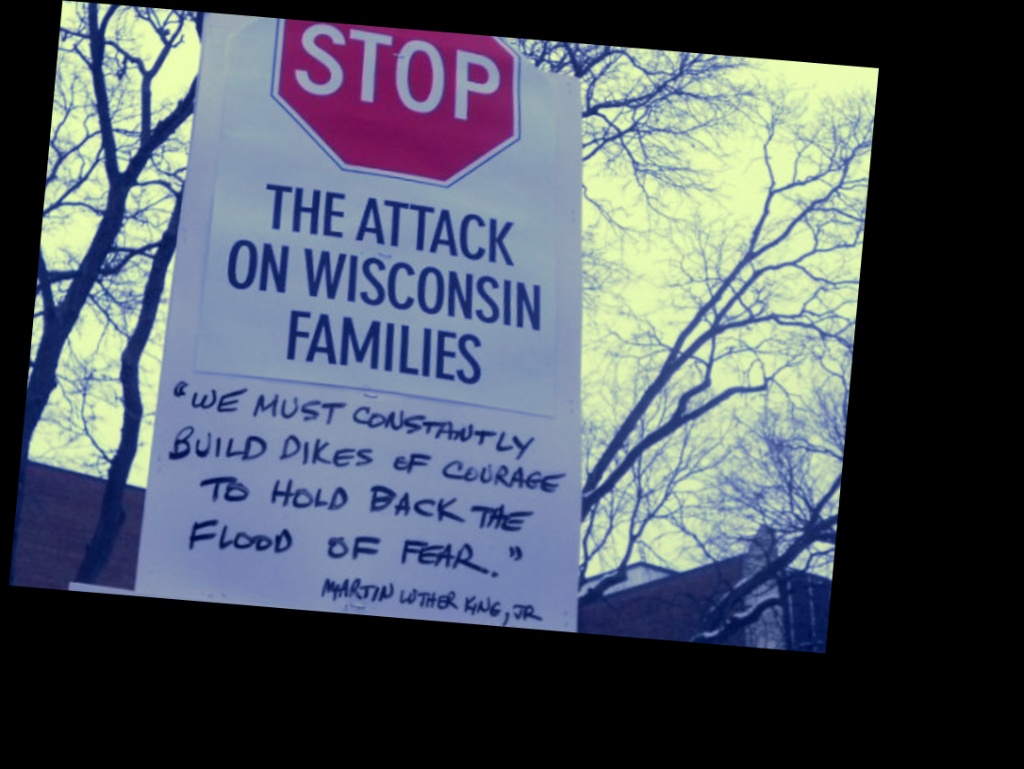 STOP
THE ATTACK
ON WISCONSIN
FAMILIES
"WE MUST CONSTANTLY
BUILD DIKES OF COURAGE
TO HOLD BACK THE
FLOOD OF FEAR."
MARTIN LUTHER KING, JR